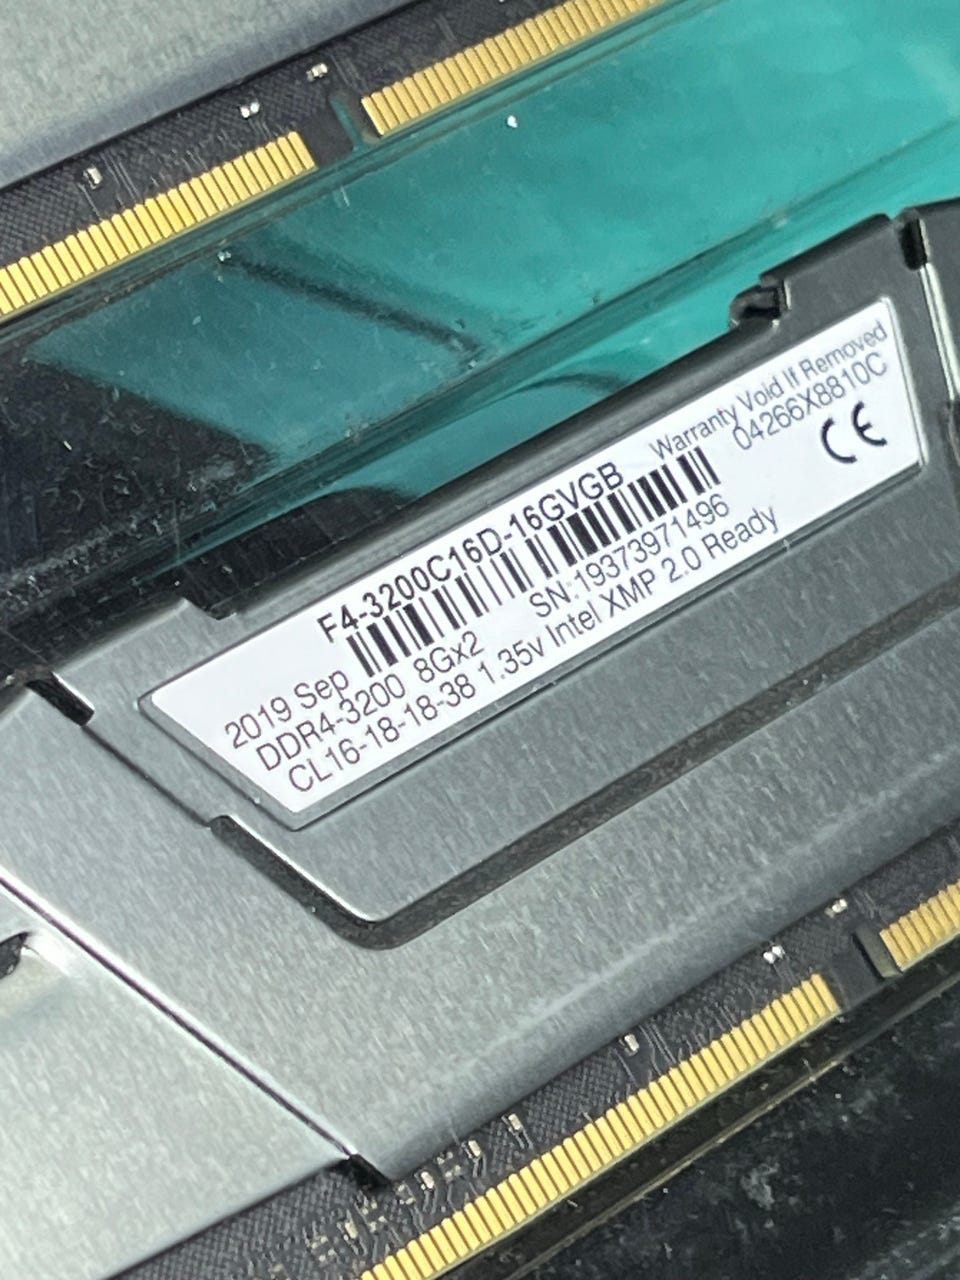 Warranty Void If Removed
F4-3200C16D-16GVGB
04266X8810C
CE
2019 Sep
DDR4-3200 8Gx2
SN:19373971496
CL16-18-18-38 1.35v Intel XMP 2.0 Ready